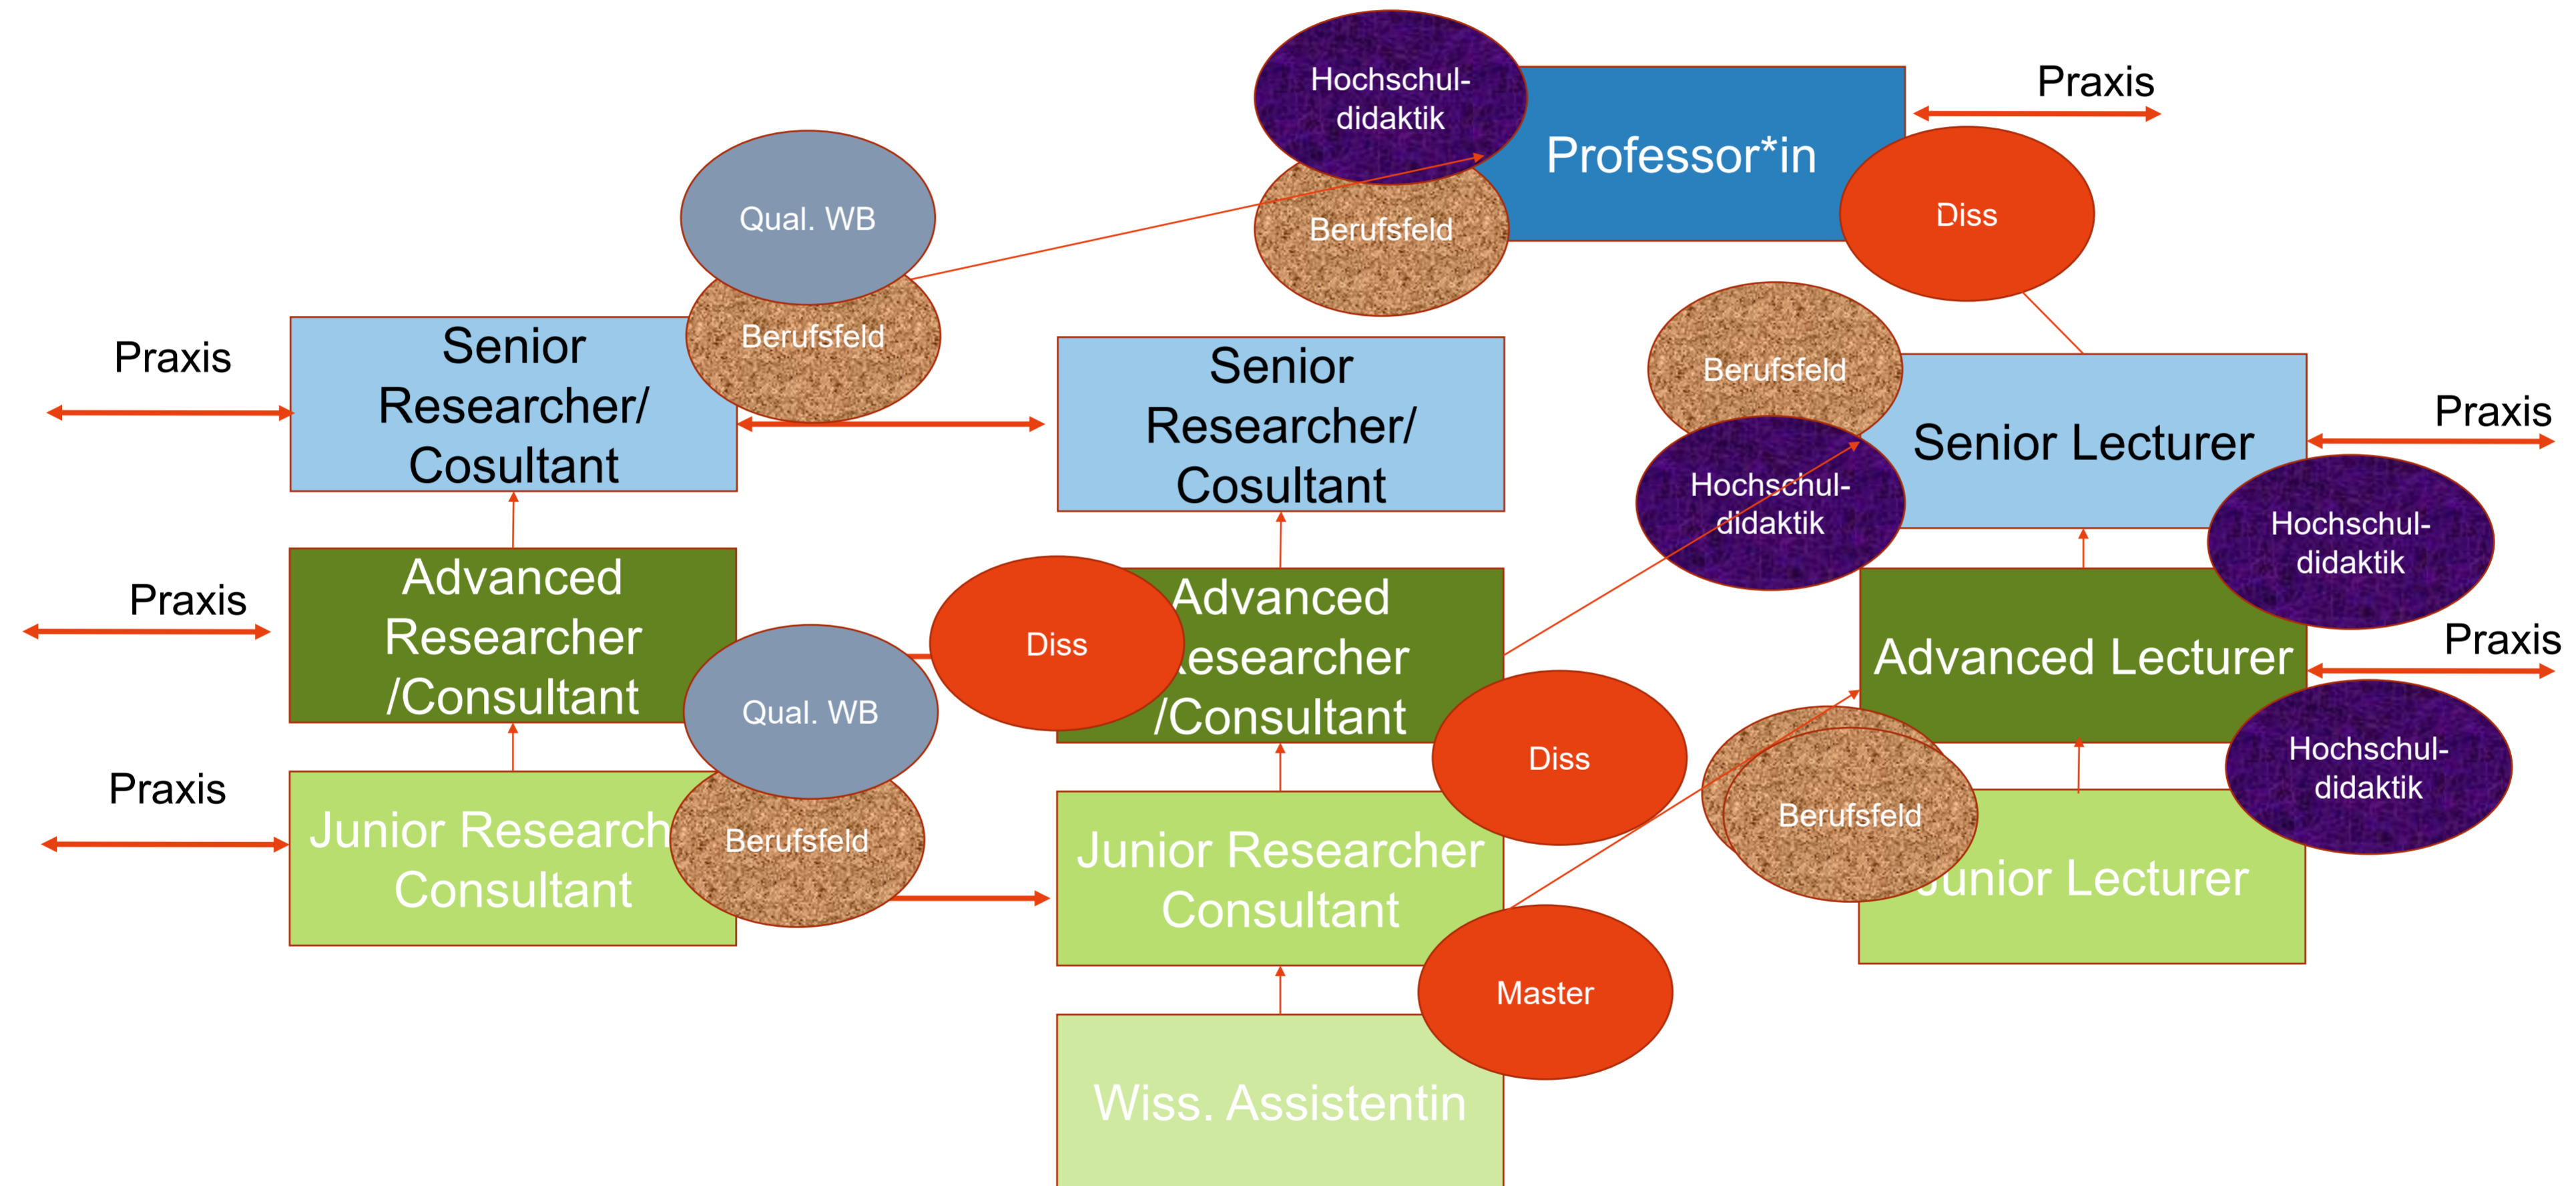 Hochschul-
didaktik
Professor*in
Praxis
Diss
Berufsfeld
Qual. WB
Berufsfeld
Praxis
Senior
Researcher/
Cosultant
Senior
Researcher/
Cosultant
Berufsfeld
Hochschul-
didaktik
Senior Lecturer
Praxis
Hochschul-
didaktik
Praxis
Advanced
Researcher
/Consultant
Qual. WB
Diss
Advanced
Researcher
/Consultant
Diss
Advanced Lecturer
Praxis
Hochschul-
didaktik
Praxis
Junior Research
Consultant
Berufsfeld
Junior Researcher
Consultant
Berufsfeld
Junior Lecturer
Master
Wiss. Assistentin